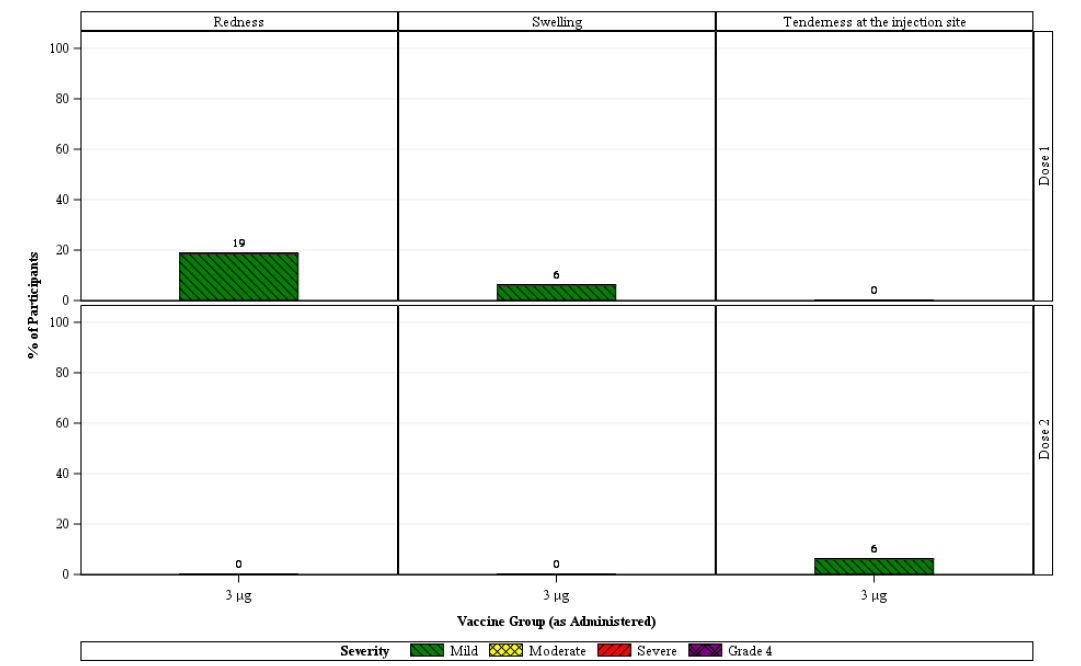 Redness Swelling Tenderness at the injection site
100
80
60
40
20
0
19
6
0
Dose 1
% of Participants
100
80
60
40
20
0
0
0
6
Dose 2
3 µg 3 µg 3 µg
Vaccine Group (as Administered)
Severity Mild Moderate Severe Grade 4